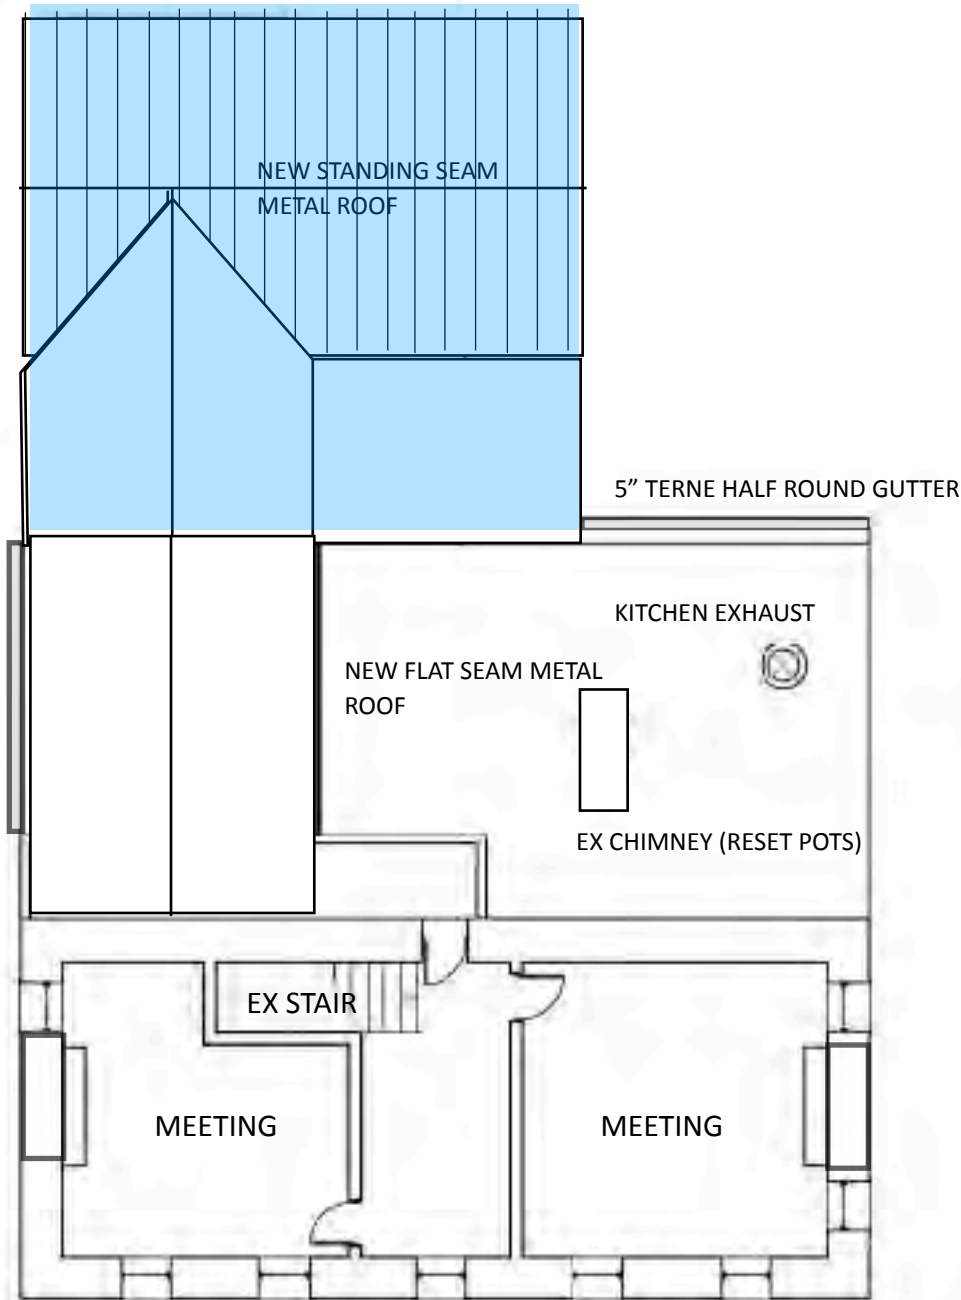 NEW STANDING SEAM
METAL ROOF
5” TERNE HALF ROUND GUTTER
KITCHEN EXHAUST
NEW FLAT SEAM METAL
ROOF
EX CHIMNEY (RESET POTS)
EX STAIR
MEETING
MEETING